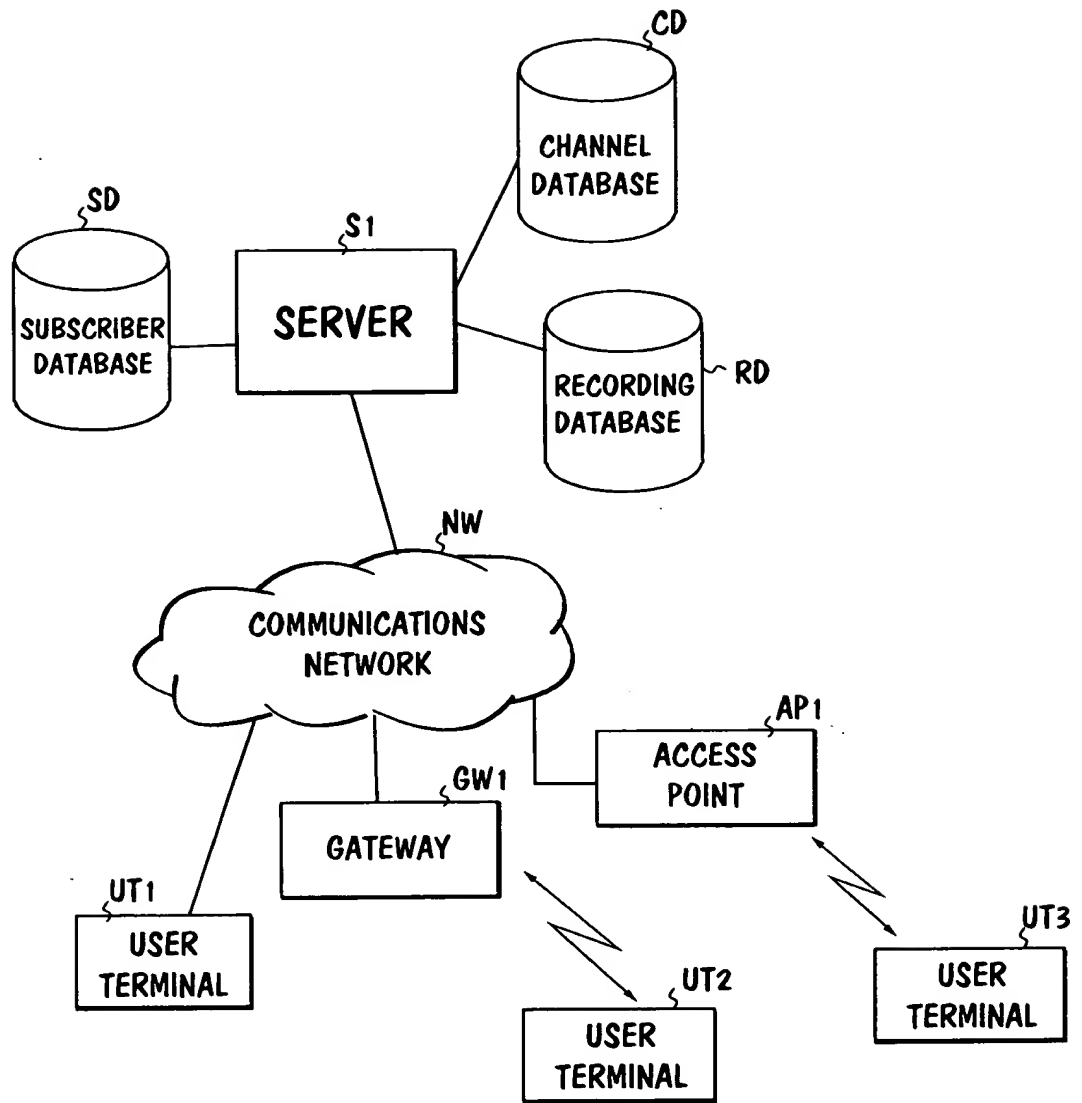 CD
CHANNEL
DATABASE
SD
S1
SUBSCRIBER
DATABASE
SERVER
RECORDING
DATABASE
RD
NW
COMMUNICATIONS
NETWORK
AP1
ACCESS
POINT
GW1
GATEWAY
UT1
USER
TERMINAL
UT2
USER
TERMINAL
UT3
USER
TERMINAL